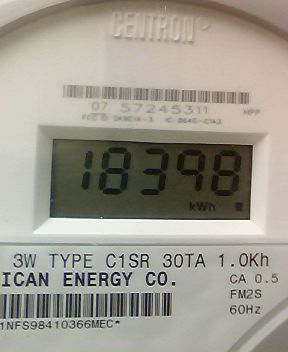 CENTRON®
07 57245311
HPP
18398
kWh
3W TYPE C1SR 30TA 1.0Kh
ICAN ENERGY CO.
CA 0.5
FM2S
60Hz
1NFS98410366MEC*